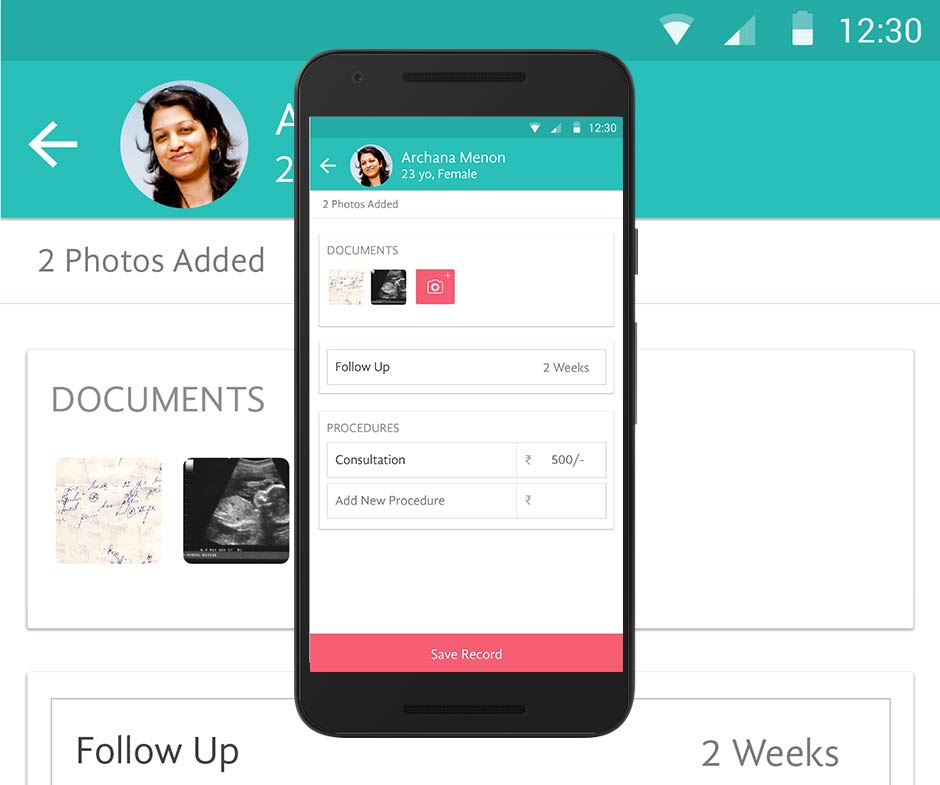 12:30
A
2
2 Photos Added
DOCUMENTS
Follow Up
2 Weeks
12:30
Archana Menon
23 yo, Female
2 Photos Added
DOCUMENTS
Follow Up
2 Weeks
PROCEDURES
Consultation
₹ 500/-
Add New Procedure
₹
Save Record